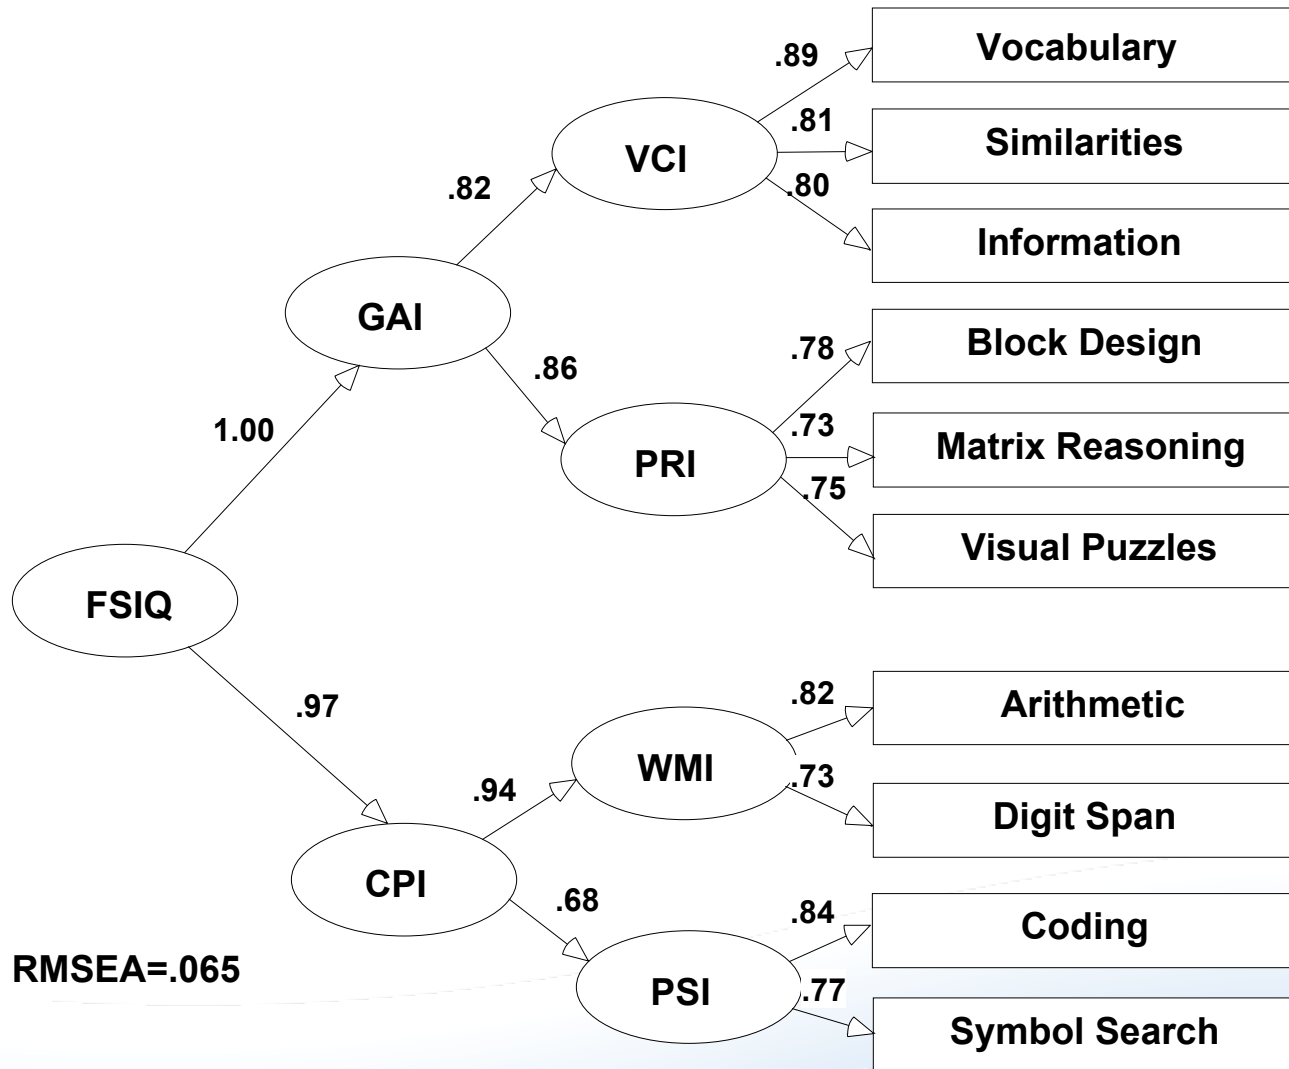 .89
Vocabulary
.81
Similarities
VCI
.82
.80
Information
GAI
.78
Block Design
.86
.73
Matrix Reasoning
1.00
PRI
.75
Visual Puzzles
FSIQ
.97
.82
Arithmetic
WMI
.94
.73
Digit Span
CPI
.68
.84
Coding
RMSEA=.065
PSI
.77
Symbol Search